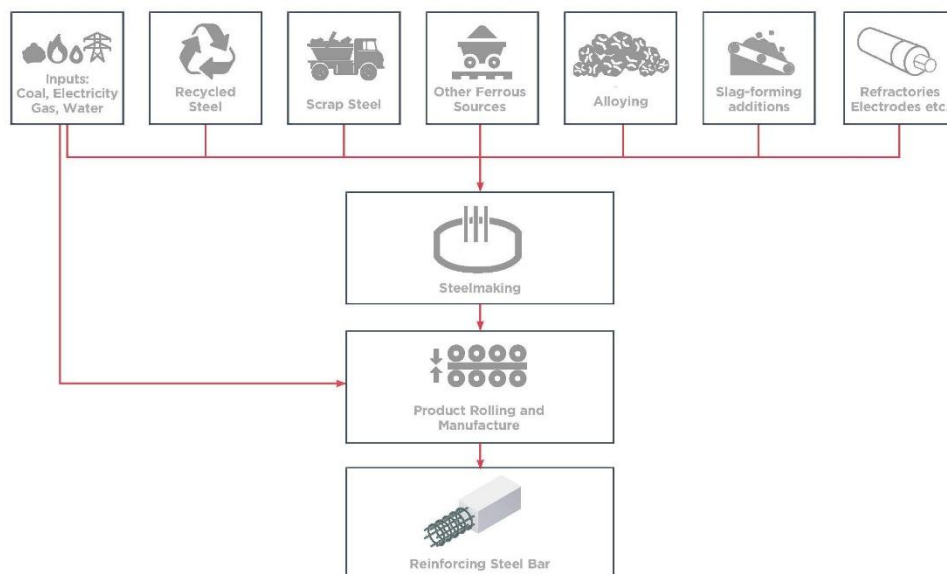 Inputs:
Coal, Electricity
Gas, Water
Recycled
Steel
Scrap Steel
Other Ferrous
Sources
Alloying
Slag-forming
additions
Refractories
Electrodes etc.
Steelmaking
Product Rolling and
Manufacture
Reinforcing Steel Bar